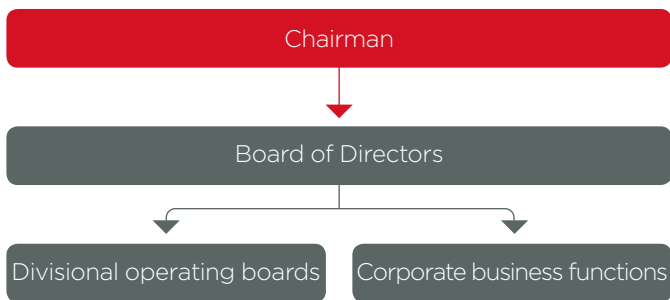 Chairman
Board of Directors
Divisional operating boards
Corporate business functions